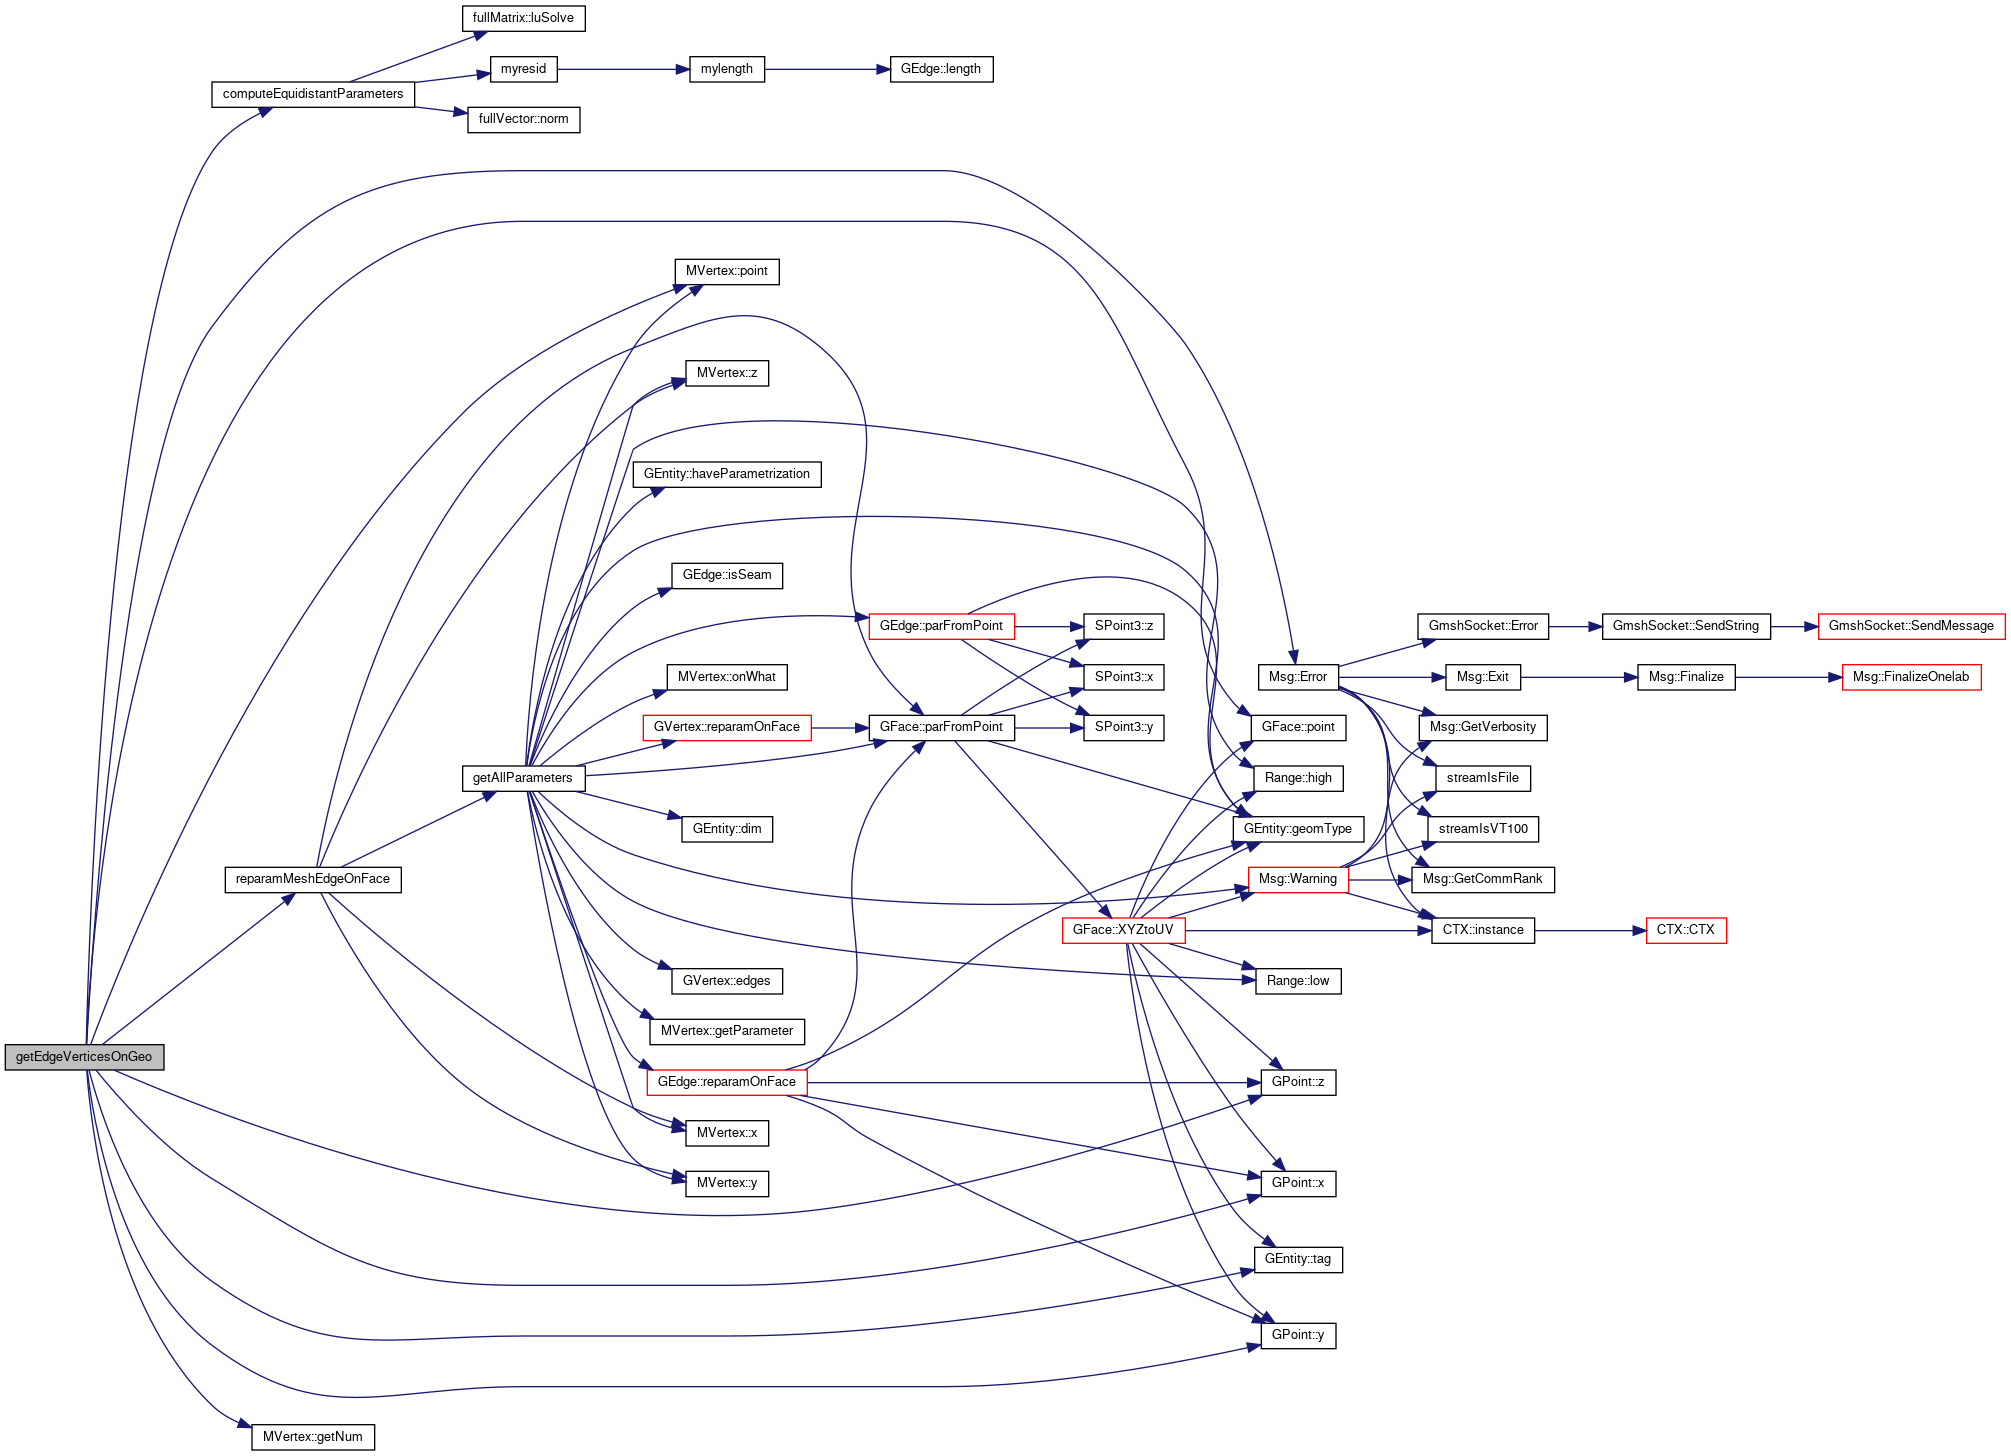 fullMatrix::luSolve
myresid
mylength
GEdge::length
computeEquidistantParameters
fullVector::norm
MVertex::point
MVertex::z
GEntity::haveParametrization
GEdge::isSeam
GEdge::parFromPoint
SPoint3::z
GmshSocket::Error
GmshSocket::SendString
GmshSocket::SendMessage
MVertex::onWhat
SPoint3::x
Msg::Error
Msg::Exit
Msg::Finalize
Msg::FinalizeOnelab
GVertex::reparamOnFace
GFace::parFromPoint
SPoint3::y
GFace::point
Msg::GetVerbosity
getAllParameters
Range::high
streamIsFile
GEntity::dim
GEntity::geomType
streamIsVT100
reparamMeshEdgeOnFace
Msg::Warning
Msg::GetCommRank
GFace::XYZtoUV
CTX::instance
CTX::CTX
GVertex::edges
Range::low
MVertex::getParameter
getEdgeVerticesOnGeo
GEdge::reparamOnFace
GPoint::z
MVertex::x
MVertex::y
GPoint::x
GEntity::tag
GPoint::y
MVertex::getNum